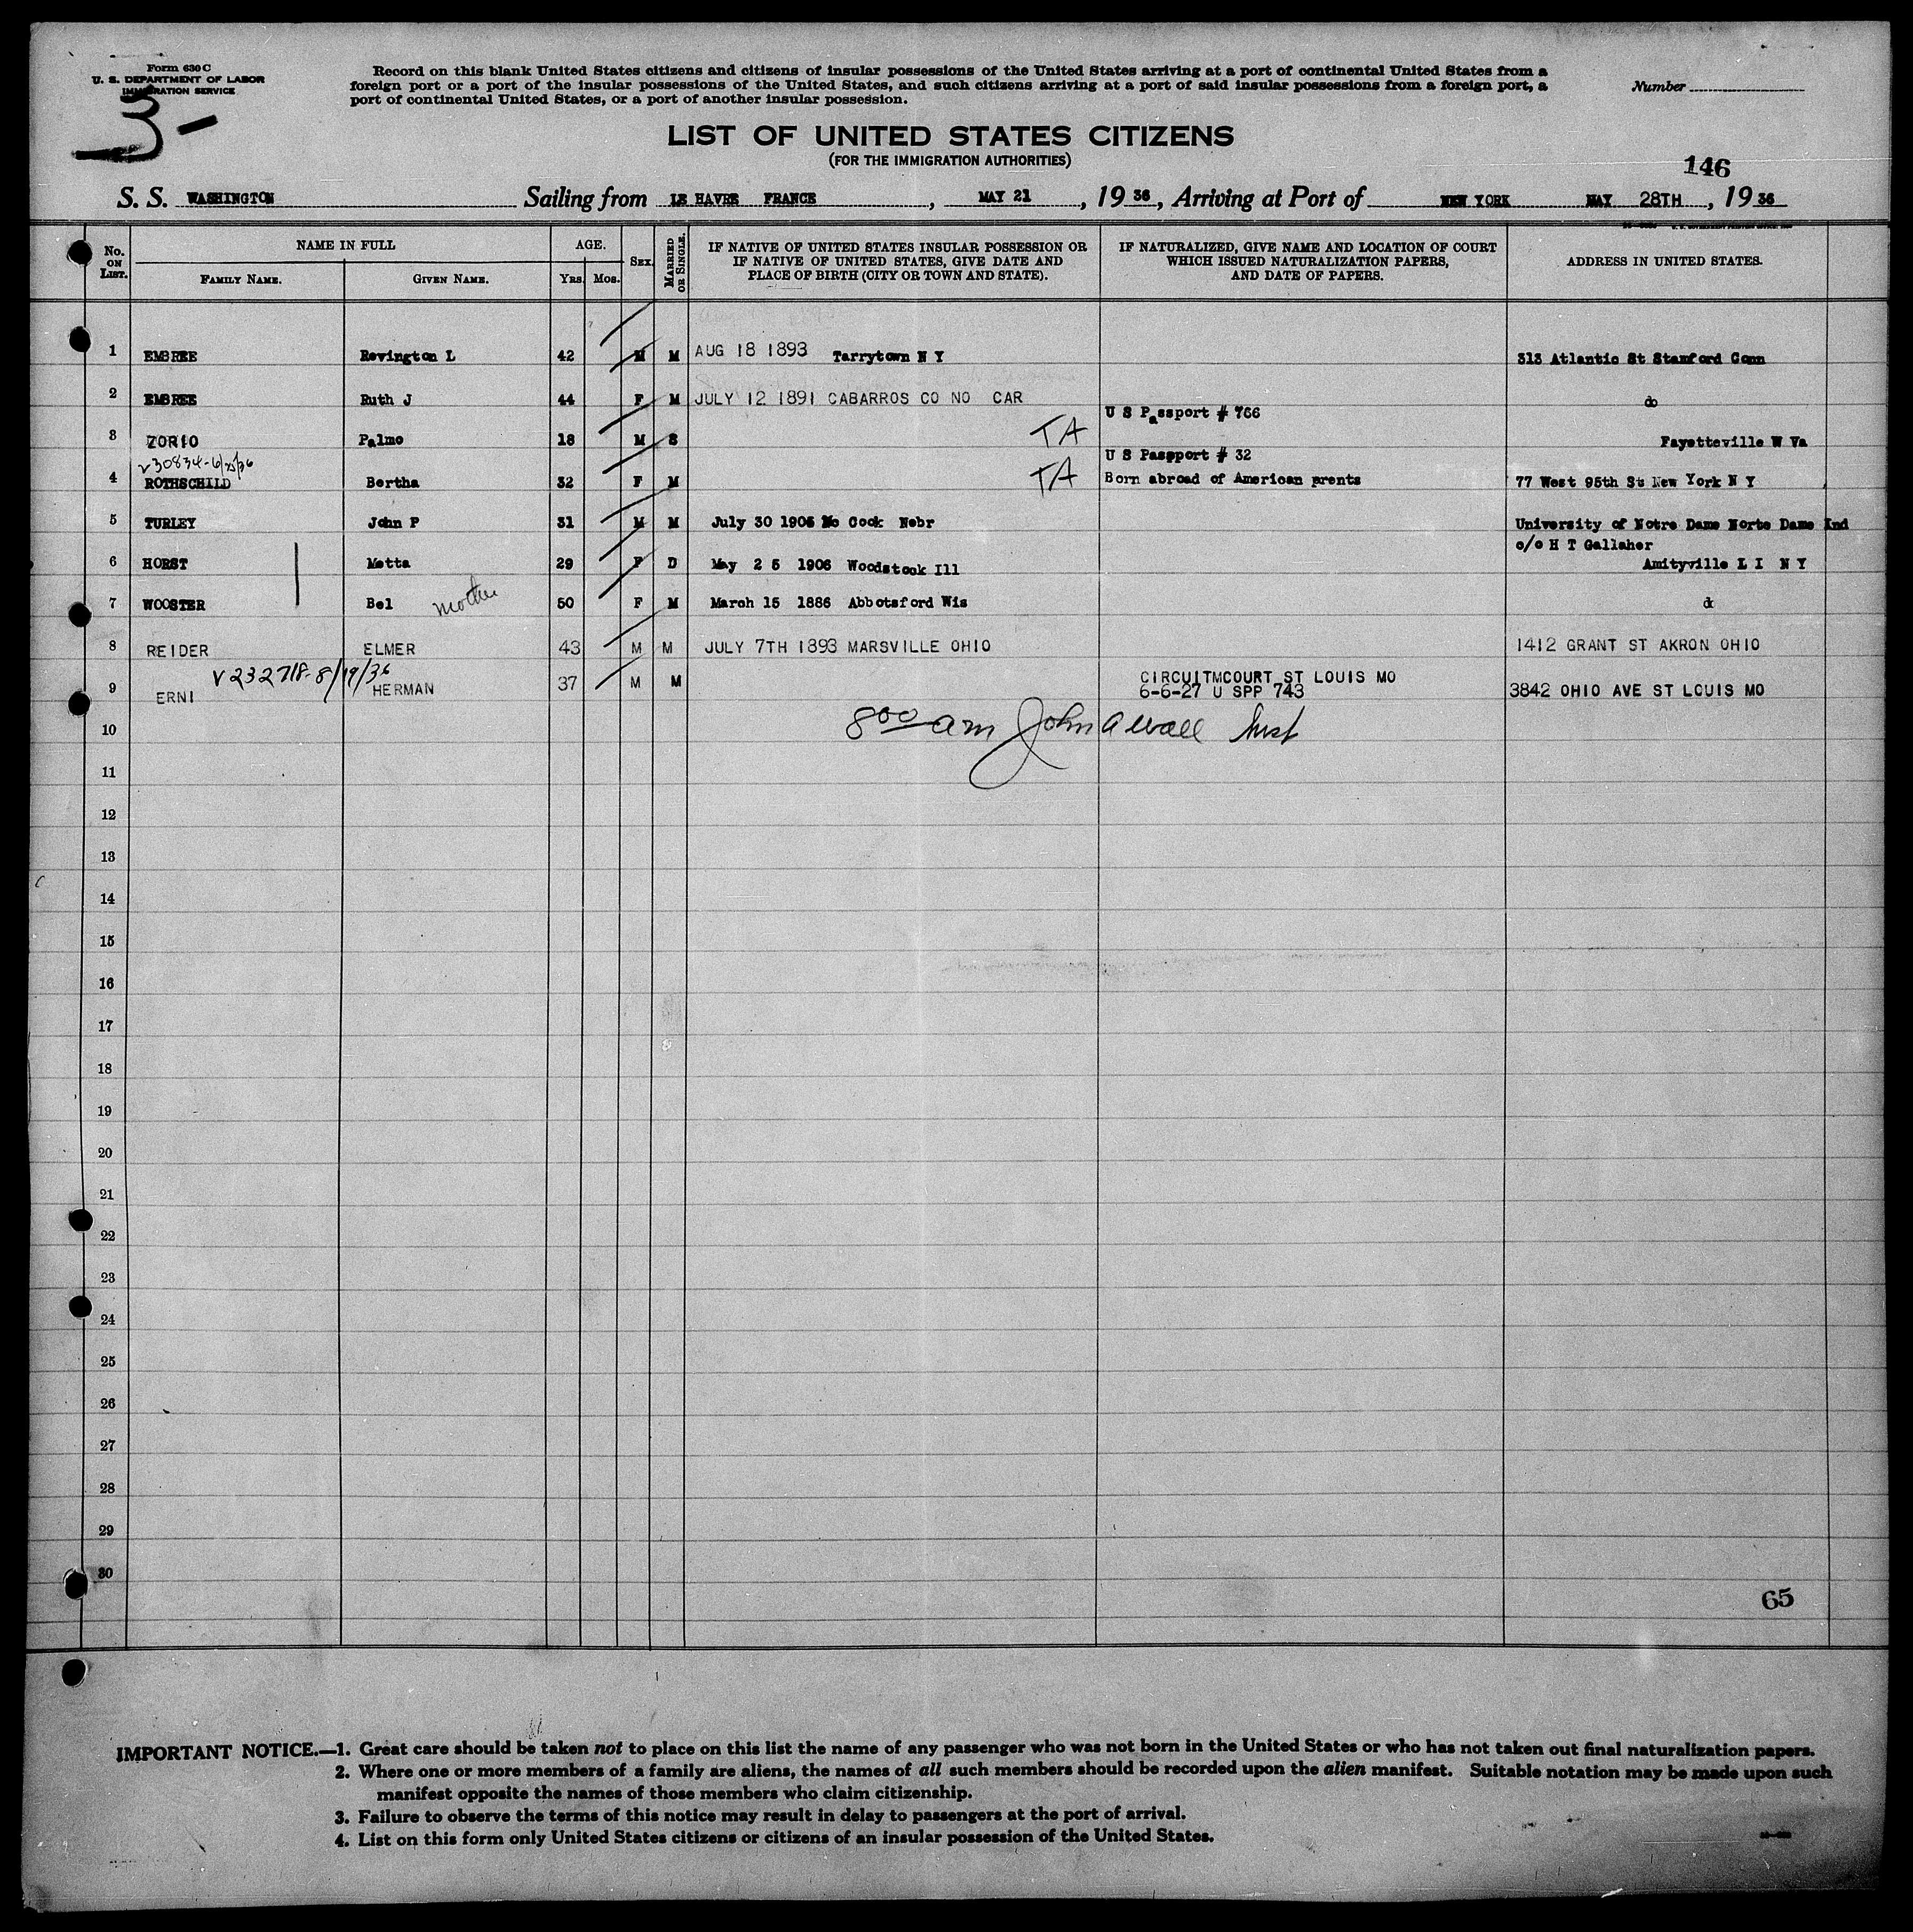 Form 630 C
U. S. DEPARTMENT OF LABOR
IMMIGRATION SERVICE
3-
Record on this blank United States citizens and citizens of insular possessions of the United States arriving at a port of continental United States from a
foreign port or a port of the insular possessions of the United States, and such citizens arriving at a port of said insular possessions from a foreign port, a
port of continental United States, or a port of another insular possession.
Number
LIST OF UNITED STATES CITIZENS
(FOR THE IMMIGRATION AUTHORITIES)
146
S. S. WASHINGTON Sailing from LE HAVRE FRANCE, MAY 21, 1936, Arriving at Port of NEW YORK MAY 28TH, 1936
No. ON LIST. NAME IN FULL FAMILY NAME. GIVEN NAME. AGE. YRS. MOS. SEX. MARRIED OR SINGLE. IF NATIVE OF UNITED STATES INSULAR POSSESSION OR IF NATIVE OF UNITED STATES, GIVE DATE AND PLACE OF BIRTH (CITY OR TOWN AND STATE). IF NATURALIZED, GIVE NAME AND LOCATION OF COURT WHICH ISSUED NATURALIZATION PAPERS, AND DATE OF PAPERS. ADDRESS IN UNITED STATES.
1 EMBREE Revington L 42 M M AUG 18 1893 Tarrytown N Y 313 Atlantic St Stamford Conn
2 EMBREE Ruth J 44 F M JULY 12 1891 CABARROS CO NO CAR do
U S Passport # 766
3 ZORIO Palmo 18 M S TA Fayetteville W Va
v30834-6/25/36 U S Passport # 32
4 ROTHSCHILD Bertha 32 F M TA Born abroad of American prents 77 West 95th St New York N Y
5 TURLEY John P 31 M M July 30 1905 No Cook Nebr University of Notre Dame Norte Dame Ind
c/o H T Gallaher
6 HORST Metta 29 F D May 2 5 1906 Woodstock Ill Amityville L I N Y
7 WOOSTER Bel mother 50 F M March 15 1886 Abbotsford Wis do
8 REIDER ELMER 43 M M JULY 7TH 1893 MARSVILLE OHIO 1412 GRANT ST AKRON OHIO
V232718-8/19/36 CIRCUITMCOURT ST LOUIS MO
9 ERNI HERMAN 37 M M 6-6-27 U SPP 743 3842 OHIO AVE ST LOUIS MO
10 8 00 am John A Wall Inst
11
12
13
14
15
16
17
18
19
20
21
22
23
24
25
26
27
28
29
30
65
IMPORTANT NOTICE.—1. Great care should be taken not to place on this list the name of any passenger who was not born in the United States or who has not taken out final naturalization papers.
2. Where one or more members of a family are aliens, the names of all such members should be recorded upon the alien manifest. Suitable notation may be made upon such
manifest opposite the names of those members who claim citizenship.
3. Failure to observe the terms of this notice may result in delay to passengers at the port of arrival.
4. List on this form only United States citizens or citizens of an insular possession of the United States.